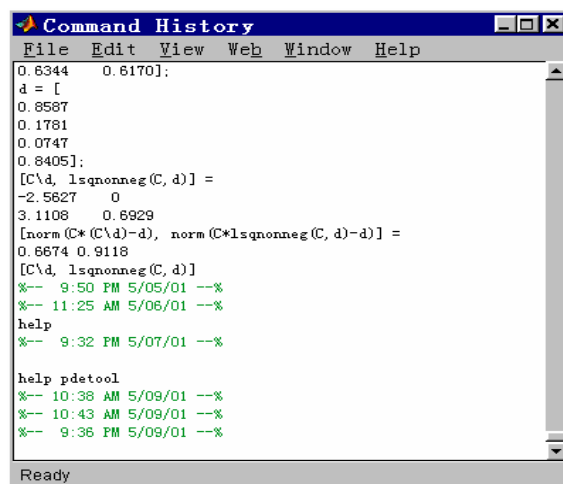 Command History
File Edit View Web Window Help
0.6344 0.6170];
d = [
0.8587
0.1781
0.0747
0.8405];
[C\d, lsqnonneg(C,d)] =
-2.5627 0
3.1108 0.6929
[norm(C*(C\d)-d), norm(C*lsqnonneg(C,d)-d)] =
0.6674 0.9118
[C\d, lsqnonneg(C,d)]
%-- 9:50 PM 5/05/01 --%
%-- 11:25 AM 5/06/01 --%
help
%-- 9:32 PM 5/07/01 --%
help pdetool
%-- 10:38 AM 5/09/01 --%
%-- 10:43 AM 5/09/01 --%
%-- 9:36 PM 5/09/01 --%
Ready